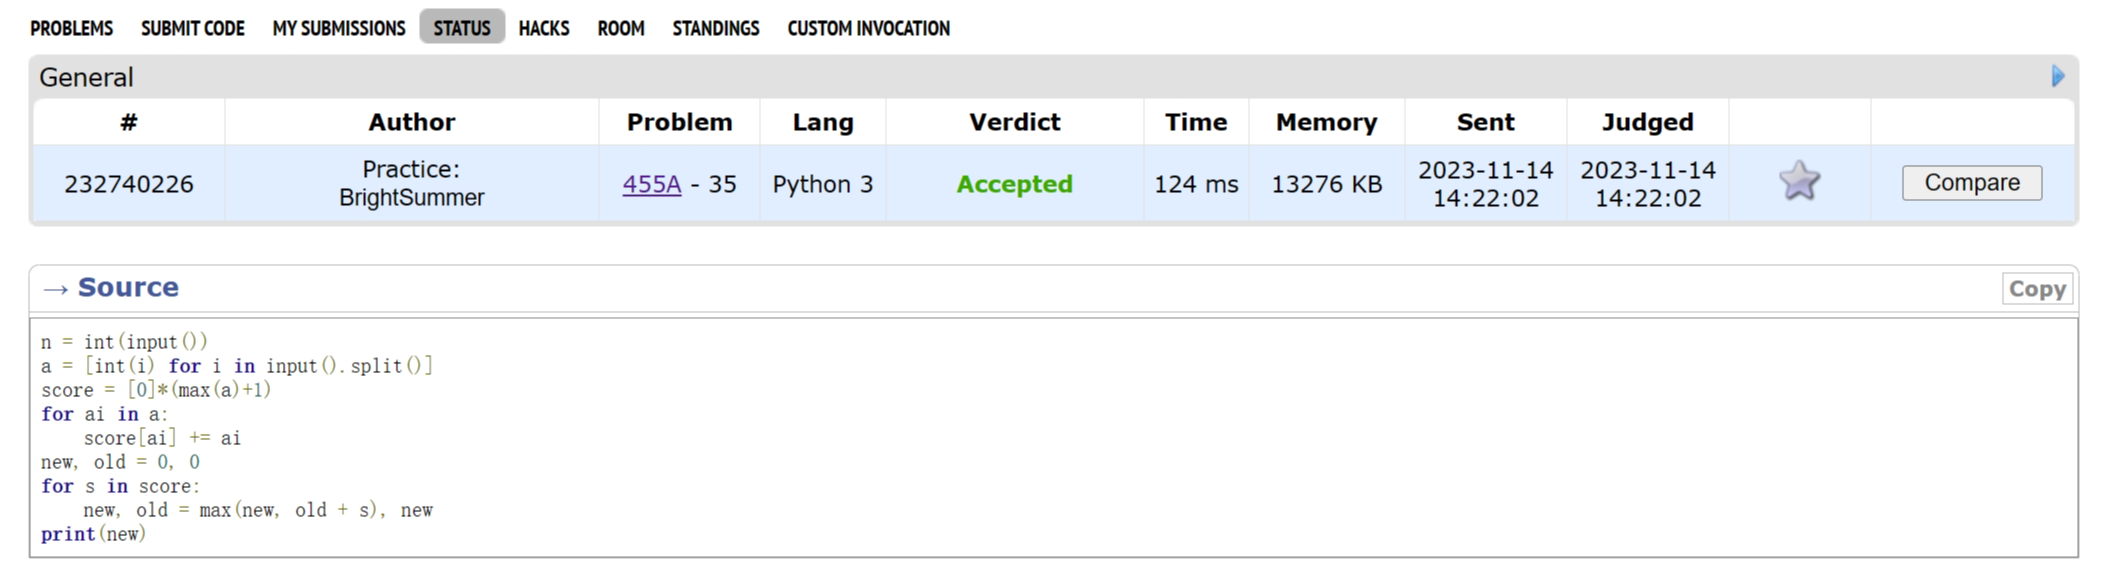 PROBLEMS SUBMIT CODE MY SUBMISSIONS STATUS HACKS ROOM STANDINGS CUSTOM INVOCATION
General
# Author Problem Lang Verdict Time Memory Sent Judged
232740226 Practice: BrightSummer 455A - 35 Python 3 Accepted 124 ms 13276 KB 2023-11-14 14:22:02 2023-11-14 14:22:02 Compare
→ Source Copy
n = int(input())
a = [int(i) for i in input().split()]
score = [0]*(max(a)+1)
for ai in a:
    score[ai] += ai
new, old = 0, 0
for s in score:
    new, old = max(new, old + s), new
print(new)